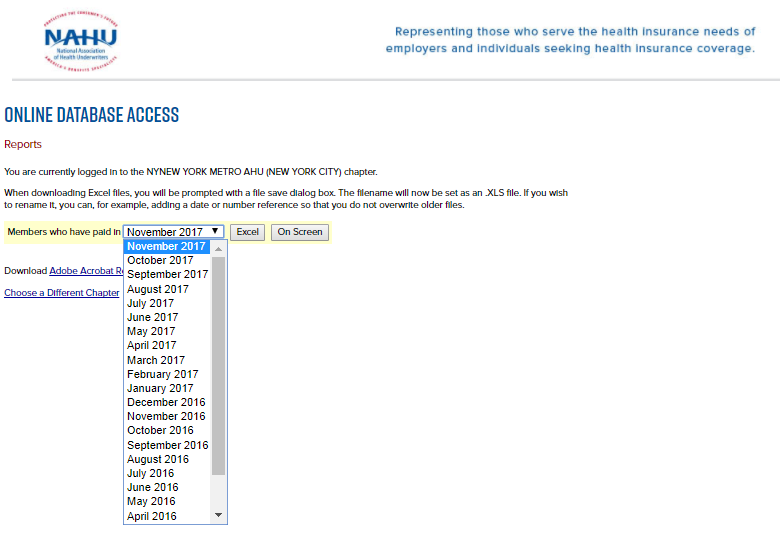 PROTECTING THE CONSUMER'S FUTURE
NAHU
National Association
of Health Underwriters
AMERICA'S BENEFITS SPECIALISTS
Representing those who serve the health insurance needs of
employers and individuals seeking health insurance coverage.
ONLINE DATABASE ACCESS
Reports
You are currently logged in to the NYNEW YORK METRO AHU (NEW YORK CITY) chapter.
When downloading Excel files, you will be prompted with a file save dialog box. The filename will now be set as an .XLS file. If you wish
to rename it, you can, for example, adding a date or number reference so that you do not overwrite older files.
Members who have paid in November 2017 Excel On Screen
November 2017
October 2017
September 2017
August 2017
July 2017
June 2017
May 2017
April 2017
March 2017
February 2017
January 2017
December 2016
November 2016
October 2016
September 2016
August 2016
July 2016
June 2016
May 2016
April 2016
Download Adobe Acrobat Re
Choose a Different Chapter